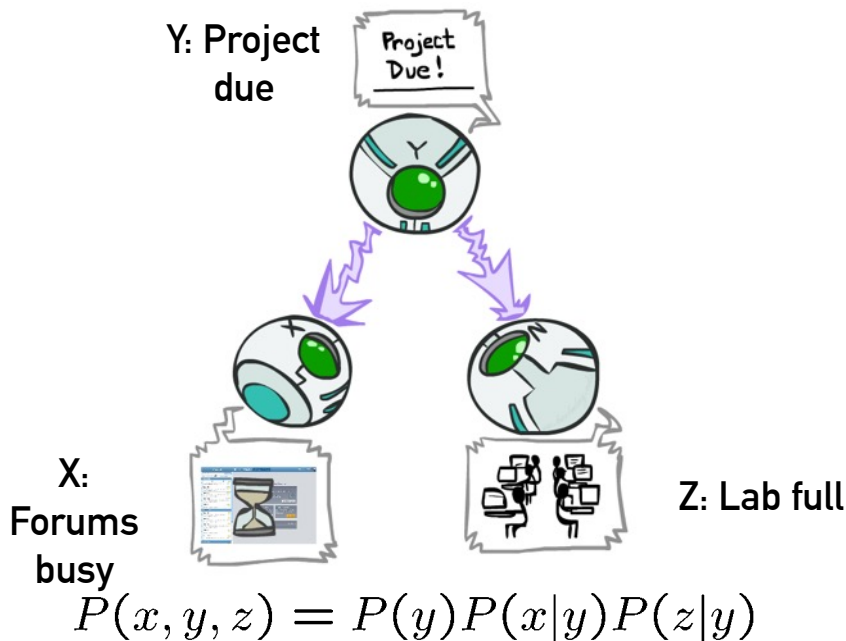 Y: Project
due
Project
Due!
Y
X
Z
X:
Forums
busy
Z: Lab full
P(x, y, z) = P(y)P(x|y)P(z|y)